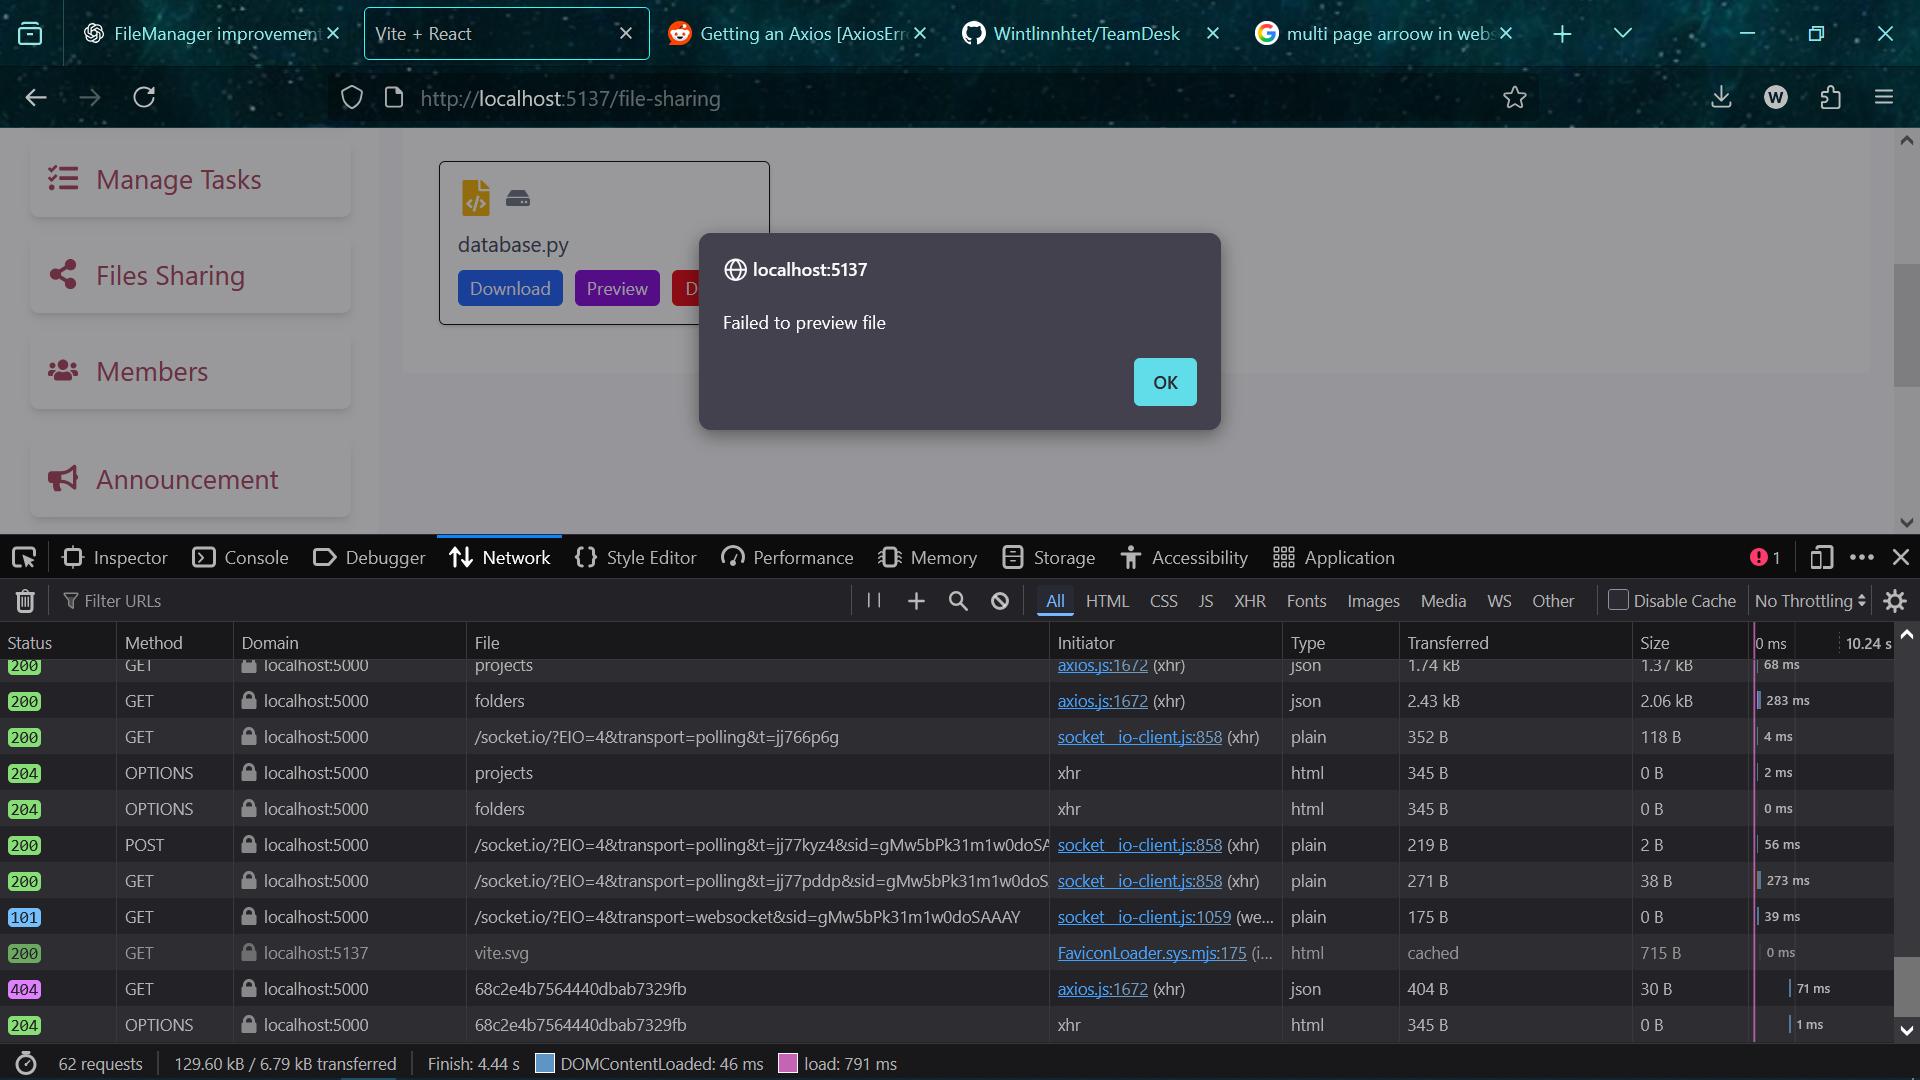 FileManager improvemen
Vite + React
Getting an Axios [AxiosErr
Wintlinnhtet/TeamDesk
multi page arroow in webs
http://localhost:5137/file-sharing
W
Manage Tasks
Files Sharing
Members
Announcement
database.py
Download Preview D
localhost:5137
Failed to preview file
OK
Inspector Console Debugger Network Style Editor Performance Memory Storage Accessibility Application 1
Filter URLs All HTML CSS JS XHR Fonts Images Media WS Other Disable Cache No Throttling
Status Method Domain File Initiator Type Transferred Size 0 ms 10.24 s
200 GET localhost:5000 projects axios.js:1672 (xhr) json 1.74 kB 1.37 kB 68 ms
200 GET localhost:5000 folders axios.js:1672 (xhr) json 2.43 kB 2.06 kB 283 ms
200 GET localhost:5000 /socket.io/?EIO=4&transport=polling&t=jj766p6g socket_io-client.js:858 (xhr) plain 352 B 118 B 4 ms
204 OPTIONS localhost:5000 projects xhr html 345 B 0 B 2 ms
204 OPTIONS localhost:5000 folders xhr html 345 B 0 B 0 ms
200 POST localhost:5000 /socket.io/?EIO=4&transport=polling&t=jj77kyz4&sid=gMw5bPk31m1w0doSA socket_io-client.js:858 (xhr) plain 219 B 2 B 56 ms
200 GET localhost:5000 /socket.io/?EIO=4&transport=polling&t=jj77pddp&sid=gMw5bPk31m1w0doS socket_io-client.js:858 (xhr) plain 271 B 38 B 273 ms
101 GET localhost:5000 /socket.io/?EIO=4&transport=websocket&sid=gMw5bPk31m1w0doSAAAY socket_io-client.js:1059 (we... plain 175 B 0 B 39 ms
200 GET localhost:5137 vite.svg FaviconLoader.sys.mjs:175 (i... html cached 715 B 0 ms
404 GET localhost:5000 68c2e4b7564440dbab7329fb axios.js:1672 (xhr) json 404 B 30 B 71 ms
204 OPTIONS localhost:5000 68c2e4b7564440dbab7329fb xhr html 345 B 0 B 1 ms
62 requests 129.60 kB / 6.79 kB transferred Finish: 4.44 s DOMContentLoaded: 46 ms load: 791 ms